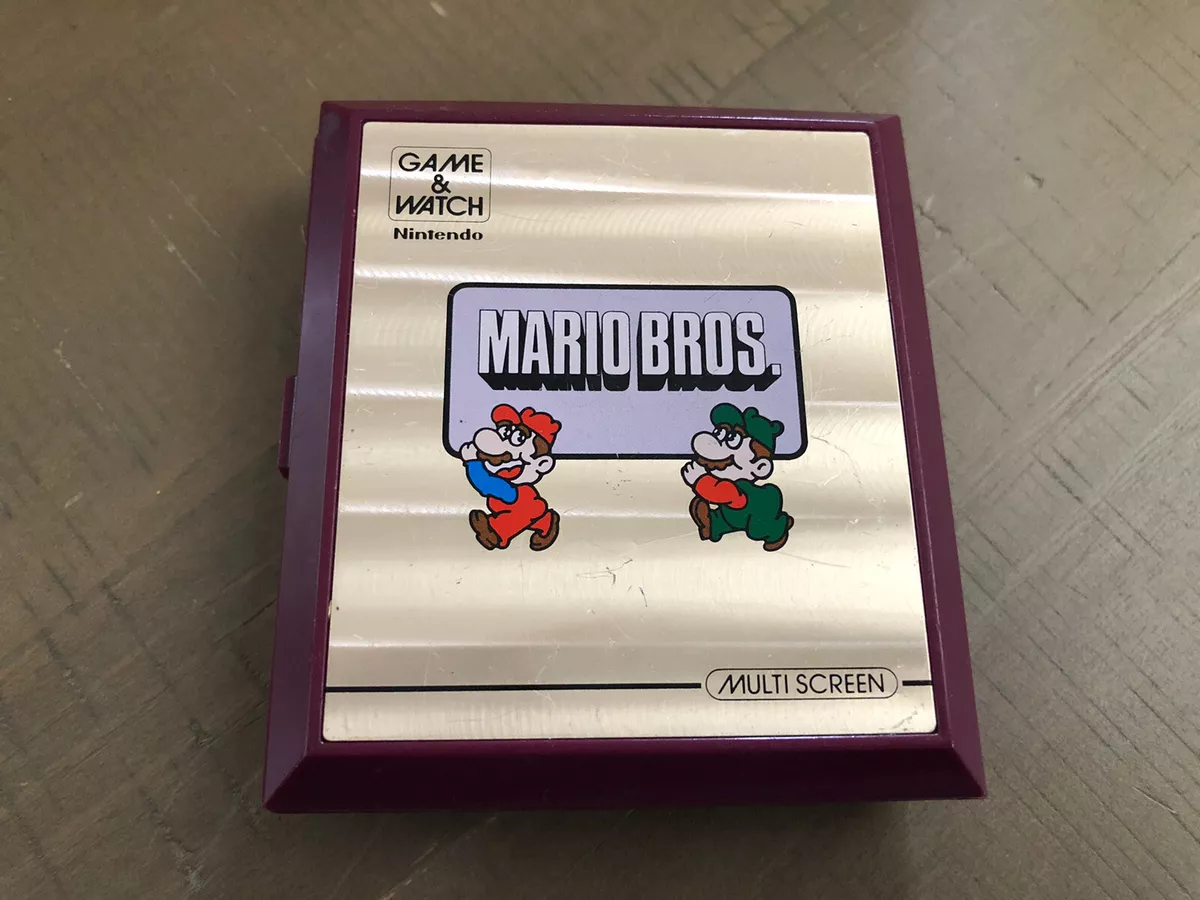 GAME
&
WATCH
Nintendo
MARIO BROS.
MULTI SCREEN